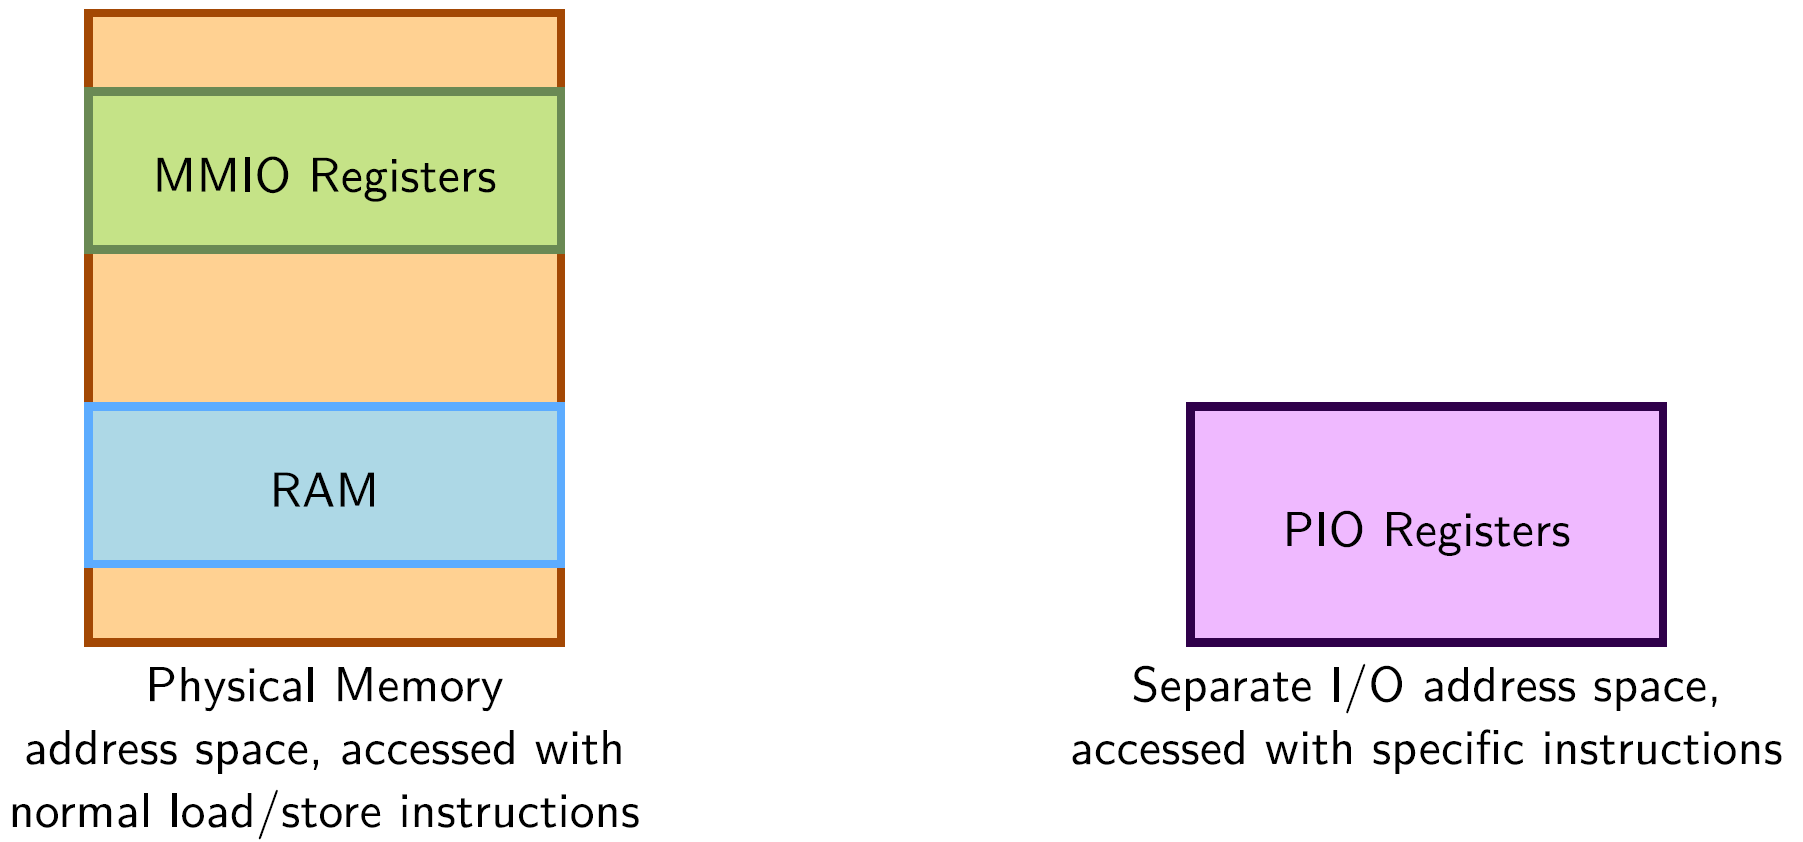 MMIO Registers
RAM
Physical Memory
address space, accessed with
normal load/store instructions
PIO Registers
Separate I/O address space,
accessed with specific instructions